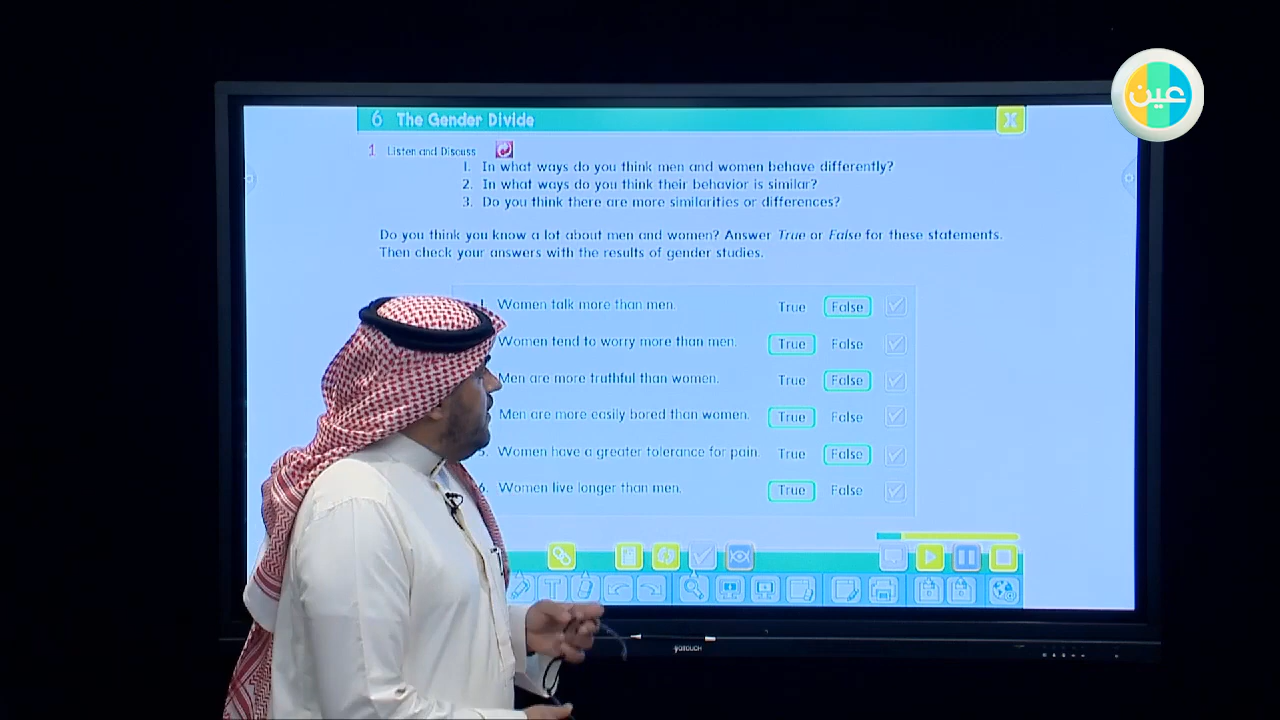 عين
6 The Gender Divide X
1 Listen and Discuss
1. In what ways do you think men and women behave differently?
2. In what ways do you think their behavior is similar?
3. Do you think there are more similarities or differences?
Do you think you know a lot about men and women? Answer True or False for these statements.
Then check your answers with the results of gender studies.
1. Women talk more than men. True False
Women tend to worry more than men. True False
Men are more truthful than women. True False
Men are more easily bored than women. True False
5. Women have a greater tolerance for pain. True False
6. Women live longer than men. True False
T